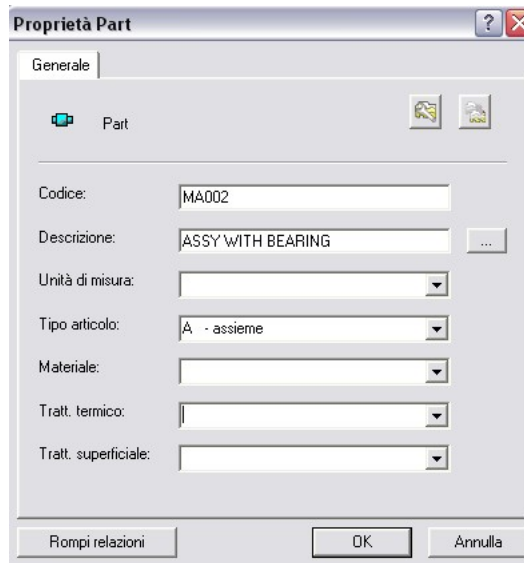 Proprietà Part
?
Generale
Part
Codice: MA002
Descrizione: ASSY WITH BEARING ...
Unità di misura:
Tipo articolo: A - assieme
Materiale:
Tratt. termico:
Tratt. superficiale:
Rompi relazioni OK Annulla